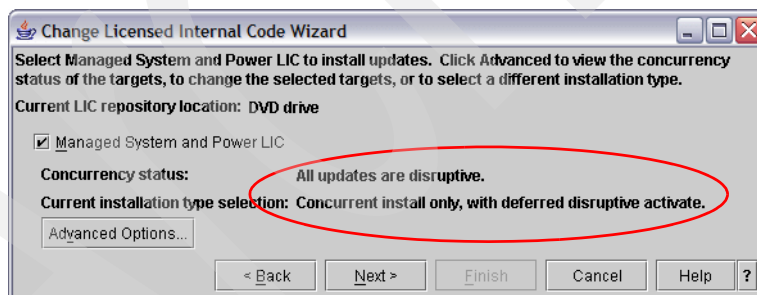 Change Licensed Internal Code Wizard
Select Managed System and Power LIC to install updates. Click Advanced to view the concurrency
status of the targets, to change the selected targets, or to select a different installation type.
Current LIC repository location: DVD drive
Managed System and Power LIC
Concurrency status: All updates are disruptive.
Current installation type selection: Concurrent install only, with deferred disruptive activate.
Advanced Options...
< Back Next > Finish Cancel Help ?